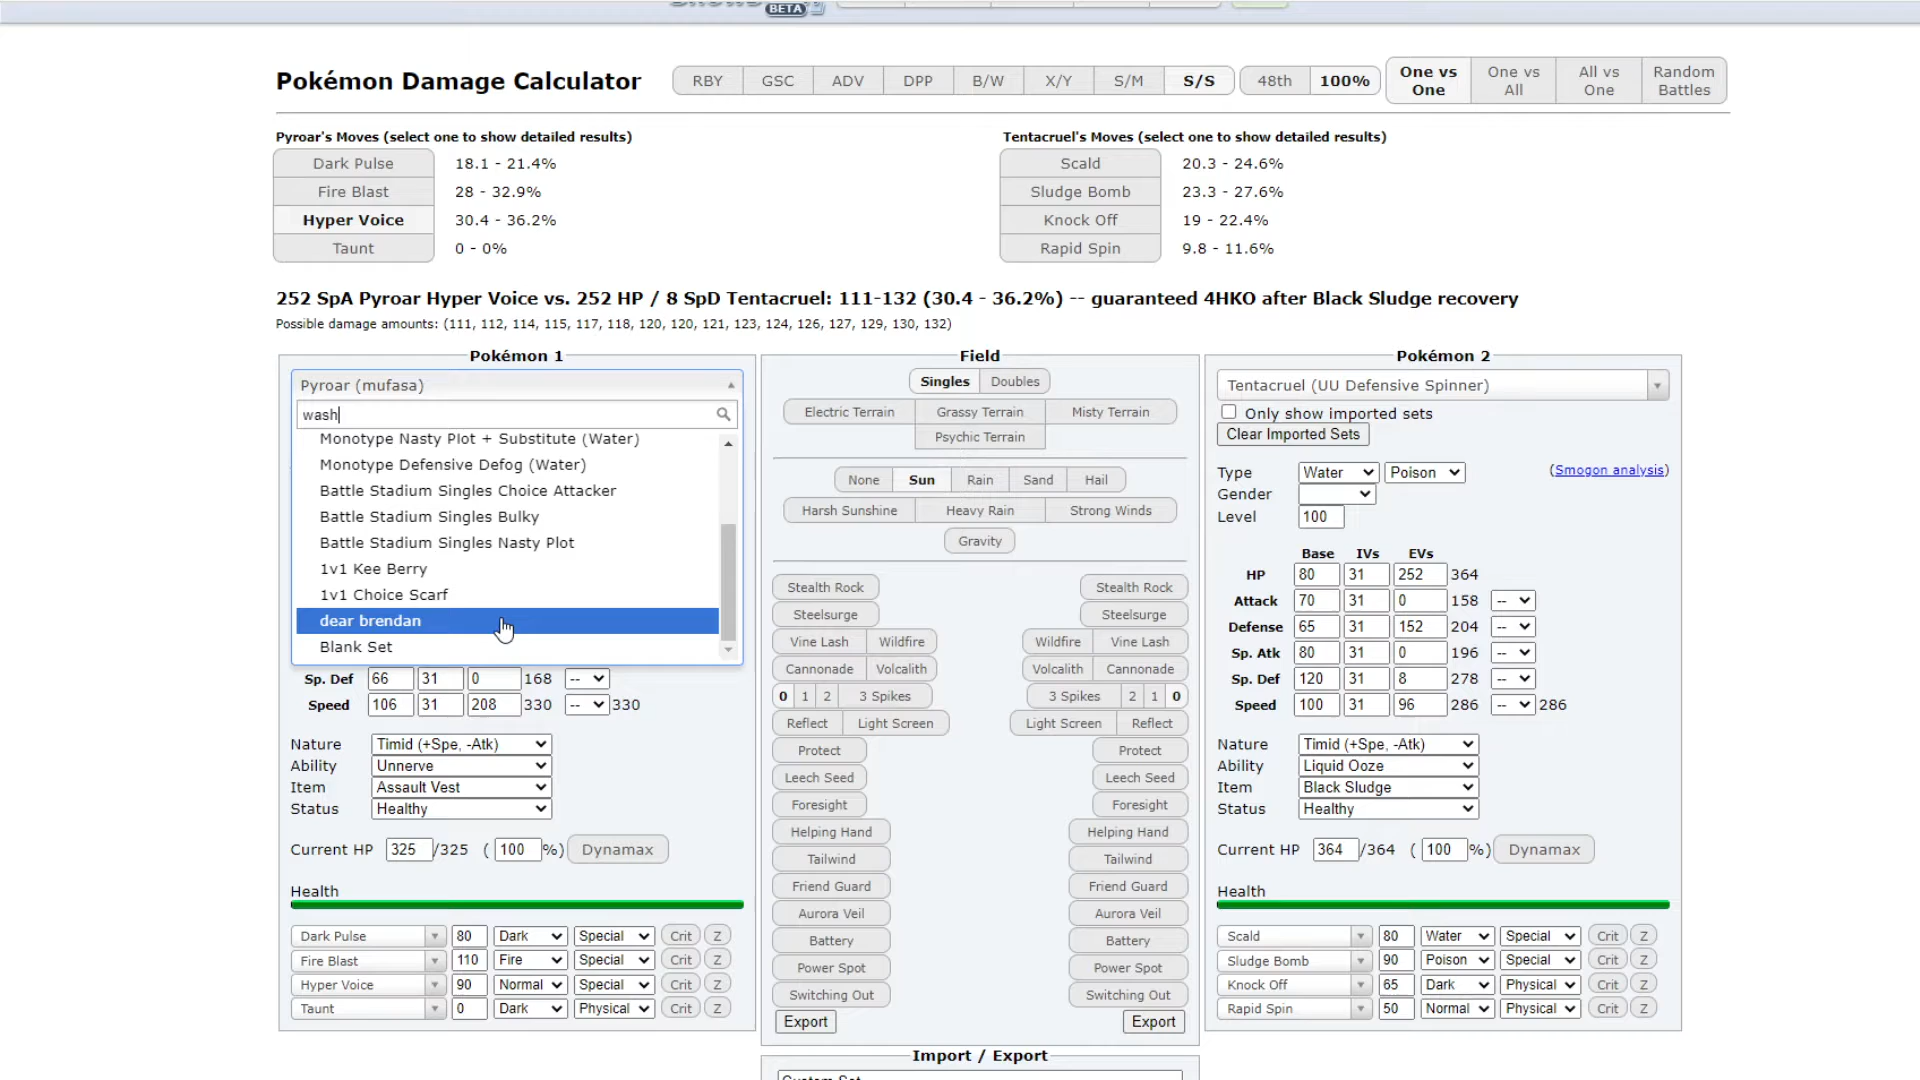 BETA
Pokémon Damage Calculator
RBY GSC ADV DPP B/W X/Y S/M S/S 48th 100% One vs One One vs All All vs One Random Battles
Pyroar's Moves (select one to show detailed results)
Dark Pulse 18.1 - 21.4%
Fire Blast 28 - 32.9%
Hyper Voice 30.4 - 36.2%
Taunt 0 - 0%
Tentacruel's Moves (select one to show detailed results)
Scald 20.3 - 24.6%
Sludge Bomb 23.3 - 27.6%
Knock Off 19 - 22.4%
Rapid Spin 9.8 - 11.6%
252 SpA Pyroar Hyper Voice vs. 252 HP / 8 SpD Tentacruel: 111-132 (30.4 - 36.2%) -- guaranteed 4HKO after Black Sludge recovery
Possible damage amounts: (111, 112, 114, 115, 117, 118, 120, 120, 121, 123, 124, 126, 127, 129, 130, 132)
Pokémon 1
Pyroar (mufasa)
wash
Monotype Nasty Plot + Substitute (Water)
Monotype Defensive Defog (Water)
Battle Stadium Singles Choice Attacker
Battle Stadium Singles Bulky
Battle Stadium Singles Nasty Plot
1v1 Kee Berry
1v1 Choice Scarf
dear brendan
Blank Set
Sp. Def 66 31 0 168 --
Speed 106 31 208 330 -- 330
Nature Timid (+Spe, -Atk)
Ability Unnerve
Item Assault Vest
Status Healthy
Current HP 325 /325 ( 100 %) Dynamax
Health
Dark Pulse 80 Dark Special Crit Z
Fire Blast 110 Fire Special Crit Z
Hyper Voice 90 Normal Special Crit Z
Taunt 0 Dark Physical Crit Z
Field
Singles Doubles
Electric Terrain Grassy Terrain Misty Terrain
Psychic Terrain
None Sun Rain Sand Hail
Harsh Sunshine Heavy Rain Strong Winds
Gravity
Stealth Rock Stealth Rock
Steelsurge Steelsurge
Vine Lash Wildfire Wildfire Vine Lash
Cannonade Volcalith Volcalith Cannonade
0 1 2 3 Spikes 3 Spikes 2 1 0
Reflect Light Screen Light Screen Reflect
Protect Protect
Leech Seed Leech Seed
Foresight Foresight
Helping Hand Helping Hand
Tailwind Tailwind
Friend Guard Friend Guard
Aurora Veil Aurora Veil
Battery Battery
Power Spot Power Spot
Switching Out Switching Out
Export Export
Import / Export
Custom Set
Pokémon 2
Tentacruel (UU Defensive Spinner)
Only show imported sets
Clear Imported Sets
Type Water Poison (Smogon analysis)
Gender
Level 100
Base IVs EVs
HP 80 31 252 364
Attack 70 31 0 158 --
Defense 65 31 152 204 --
Sp. Atk 80 31 0 196 --
Sp. Def 120 31 8 278 --
Speed 100 31 96 286 -- 286
Nature Timid (+Spe, -Atk)
Ability Liquid Ooze
Item Black Sludge
Status Healthy
Current HP 364 /364 ( 100 %) Dynamax
Health
Scald 80 Water Special Crit Z
Sludge Bomb 90 Poison Special Crit Z
Knock Off 65 Dark Physical Crit Z
Rapid Spin 50 Normal Physical Crit Z